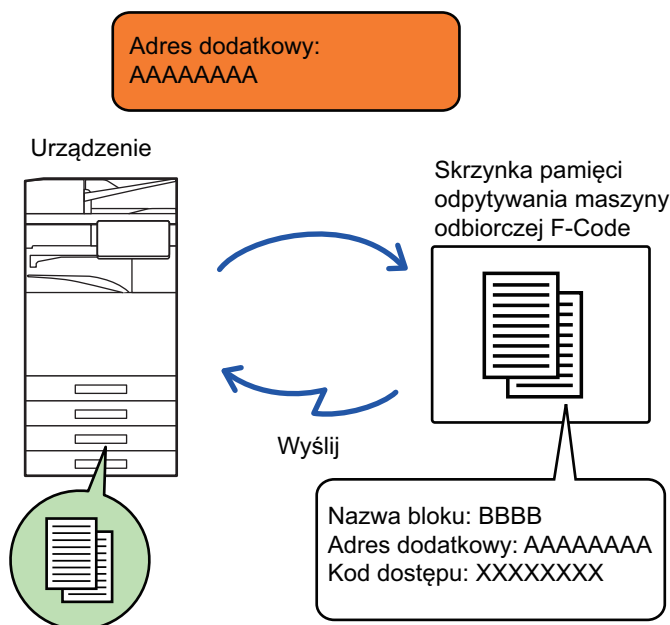 Adres dodatkowy:
AAAAAAAA
Urządzenie
Skrzynka pamięci
odpytywania maszyny
odbiorczej F-Code
Wyślij
Nazwa bloku: BBBB
Adres dodatkowy: AAAAAAAA
Kod dostępu: XXXXXXXX